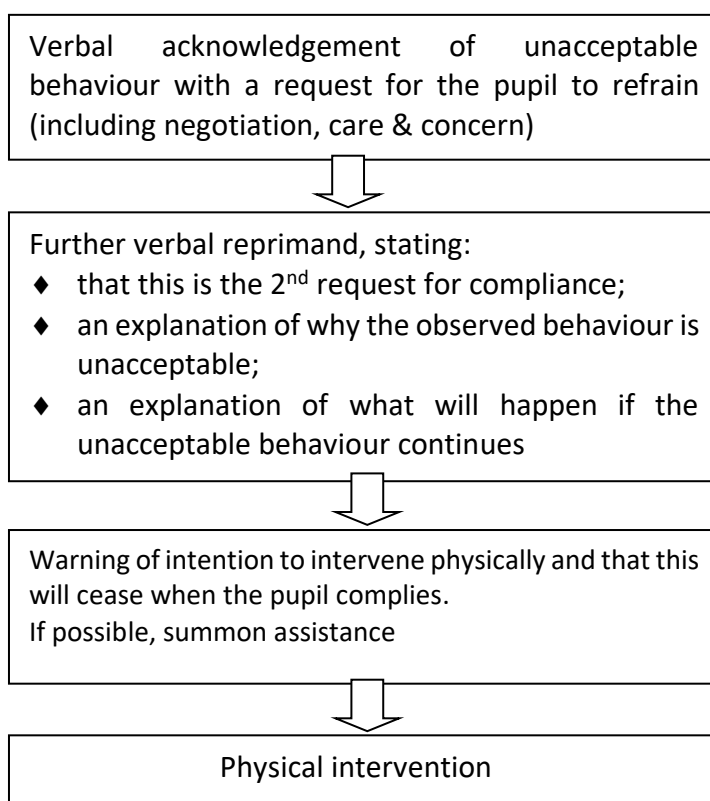 Verbal acknowledgement of unacceptable
behaviour with a request for the pupil to refrain
(including negotiation, care & concern)
Further verbal reprimand, stating:
♦ that this is the 2nd request for compliance;
♦ an explanation of why the observed behaviour is
unacceptable;
♦ an explanation of what will happen if the
unacceptable behaviour continues
Warning of intention to intervene physically and that this
will cease when the pupil complies.
If possible, summon assistance
Physical intervention